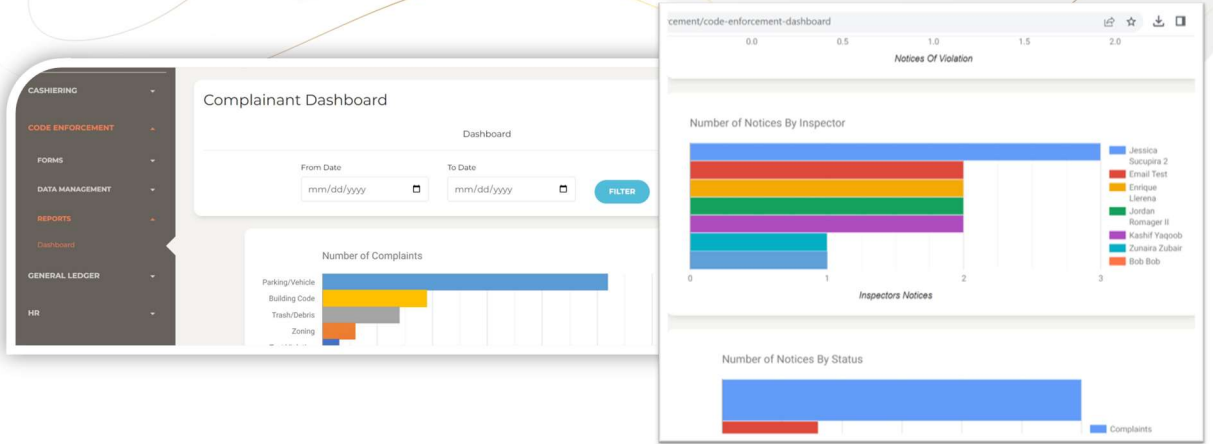 CASHIERING
CODE ENFORCEMENT
FORMS
DATA MANAGEMENT
REPORTS
Dashboard
GENERAL LEDGER
HR
Complainant Dashboard
Dashboard
From Date
To Date
mm/dd/yyyy
mm/dd/yyyy
FILTER
Number of Complaints
Parking/Vehicle
Building Code
Trash/Debris
Zoning
cement/code-enforcement-dashboard
0.0 0.5 1.0 1.5 2.0
Notices Of Violation
Number of Notices By Inspector
Jessica
Sucupira 2
Email Test
Enrique
Llerena
Jordan
Romager II
Kashif Yaqoob
Zunaira Zubair
Bob Bob
0 1 2 3
Inspectors Notices
Number of Notices By Status
Complaints